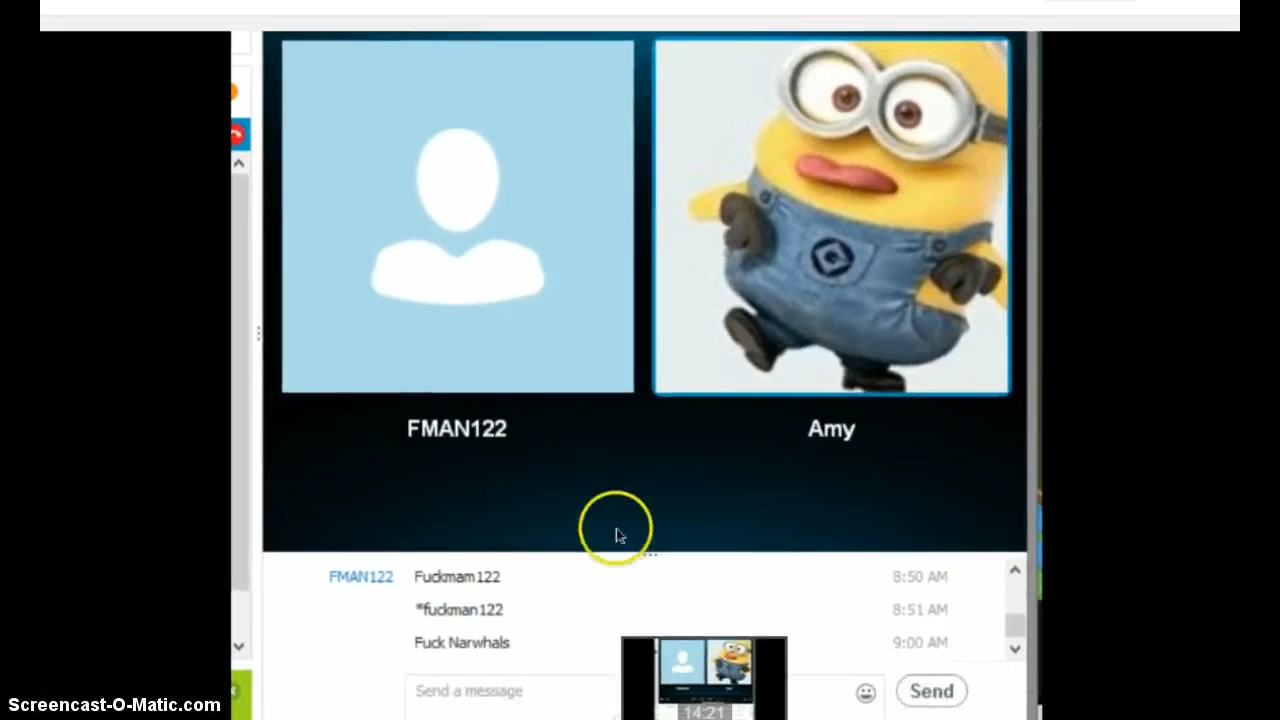 FMAN122
Amy
FMAN122 Fuckmam122 8:50 AM
*fuckman122 8:51 AM
Fuck Narwhals 9:00 AM
Send a message
Send
14:21
Screencast-O-Matic.com